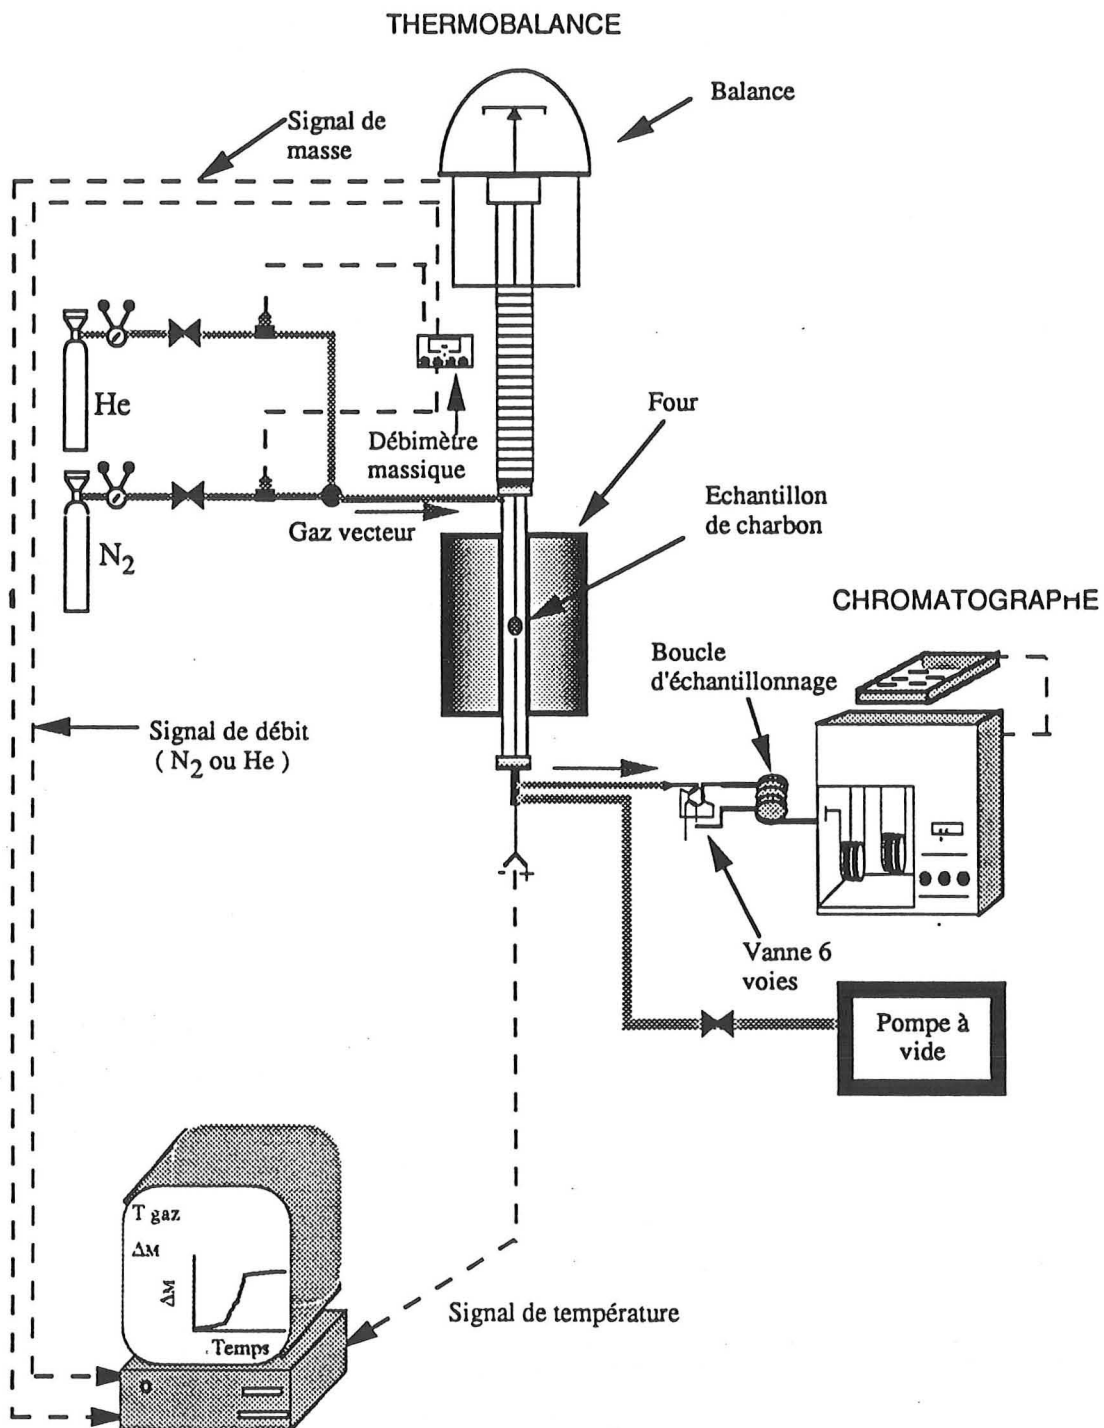 THERMOBALANCE
Balance
Signal de
masse
He
Débimètre
massique
Four
Echantillon
de charbon
Gaz vecteur
N2
CHROMATOGRAPHE
Boucle
d'échantillonnage
Signal de débit
( N2 ou He )
- +
Vanne 6
voies
Pompe à
vide
T gaz
ΔM
ΔM
Temps
Signal de température